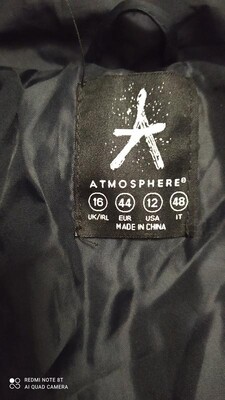 ATMOSPHERE®
16 44 12 48
UK/IRL EUR USA IT
MADE IN CHINA
REDMI NOTE 8T
AI QUAD CAMERA